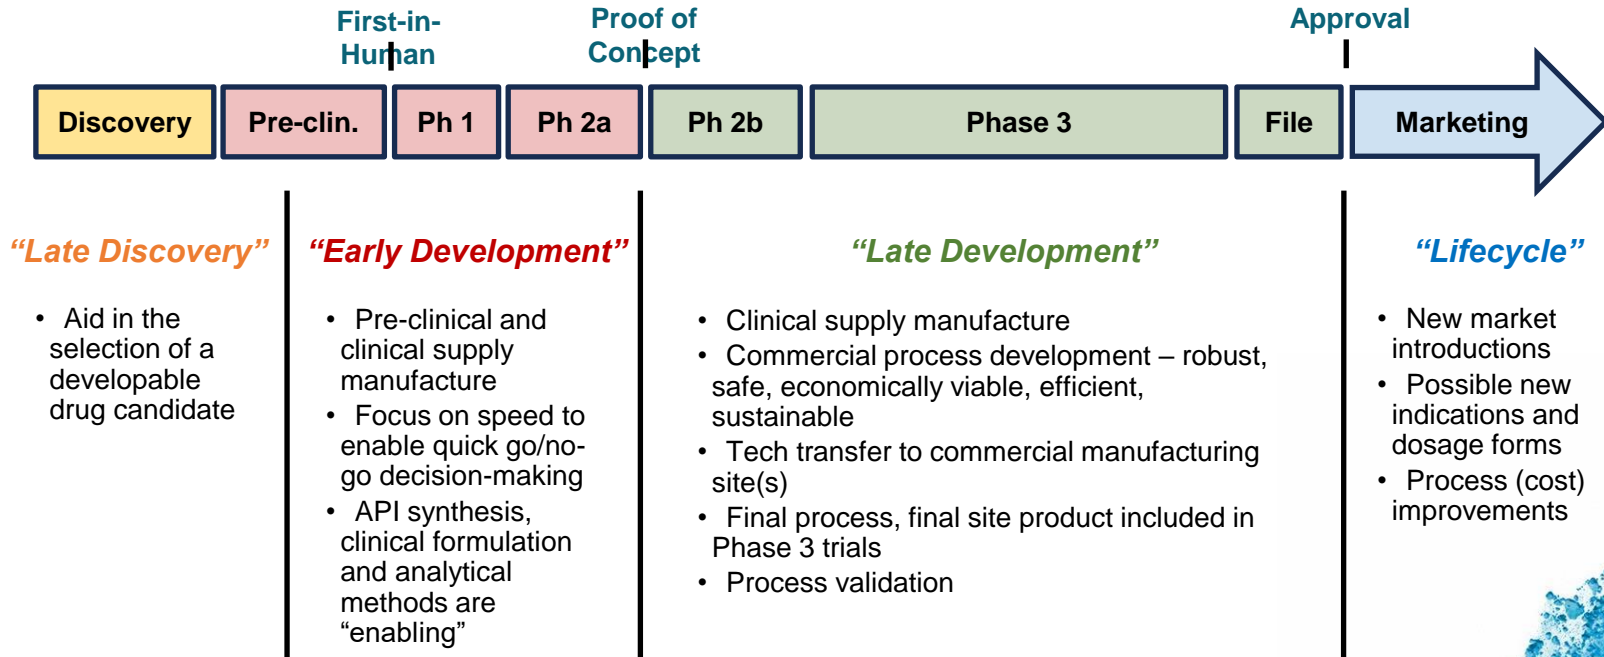 First-in-
Human
Proof of
Concept
Approval
Discovery
Pre-clin.
Ph 1
Ph 2a
Ph 2b
Phase 3
File
Marketing
“Late Discovery”
• Aid in the
selection of a
developable
drug candidate
“Early Development”
• Pre-clinical and
clinical supply
manufacture
• Focus on speed to
enable quick go/no-
go decision-making
• API synthesis,
clinical formulation
and analytical
methods are
“enabling”
“Late Development”
• Clinical supply manufacture
• Commercial process development – robust,
safe, economically viable, efficient,
sustainable
• Tech transfer to commercial manufacturing
site(s)
• Final process, final site product included in
Phase 3 trials
• Process validation
“Lifecycle”
• New market
introductions
• Possible new
indications and
dosage forms
• Process (cost)
improvements